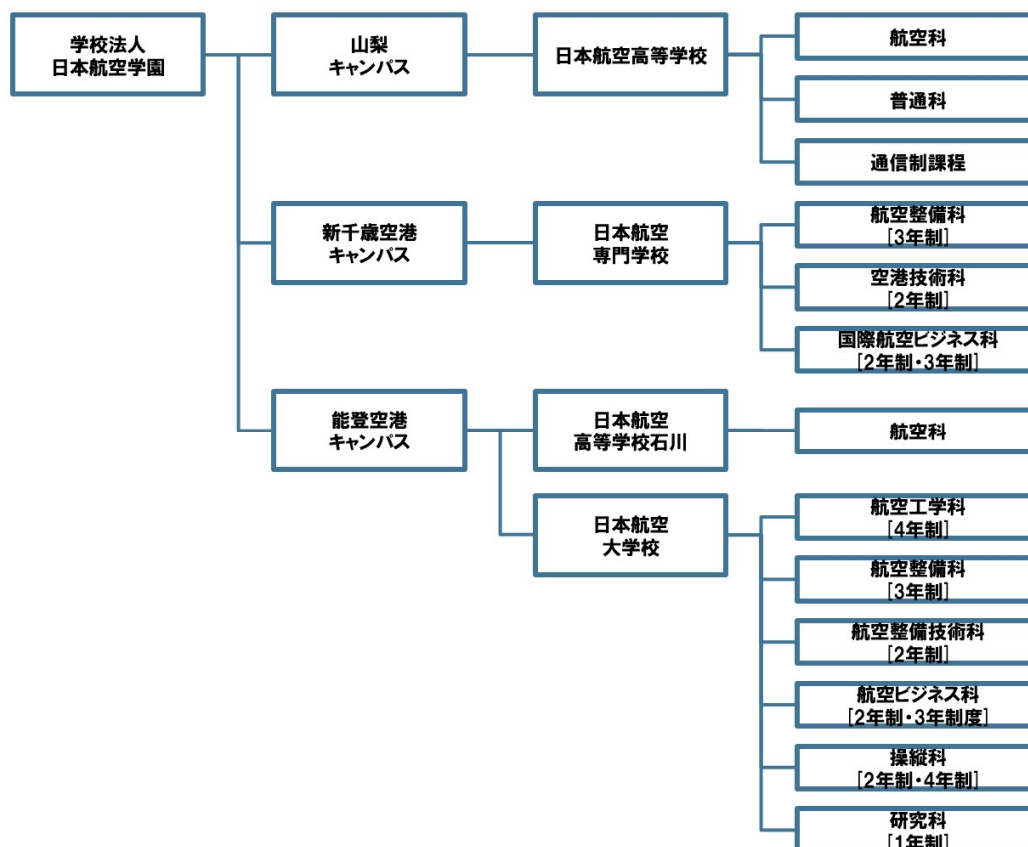 学校法人
日本航空学園
山梨
キャンパス
日本航空高等学校
航空科
普通科
通信制課程
新千歳空港
キャンパス
日本航空
専門学校
航空整備科
[3年制]
空港技術科
[2年制]
国際航空ビジネス科
[2年制・3年制]
能登空港
キャンパス
日本航空
高等学校石川
航空科
日本航空
大学校
航空工学科
[4年制]
航空整備科
[3年制]
航空整備技術科
[2年制]
航空ビジネス科
[2年制・3年制度]
操縦科
[2年制・4年制]
研究科
[1年制]